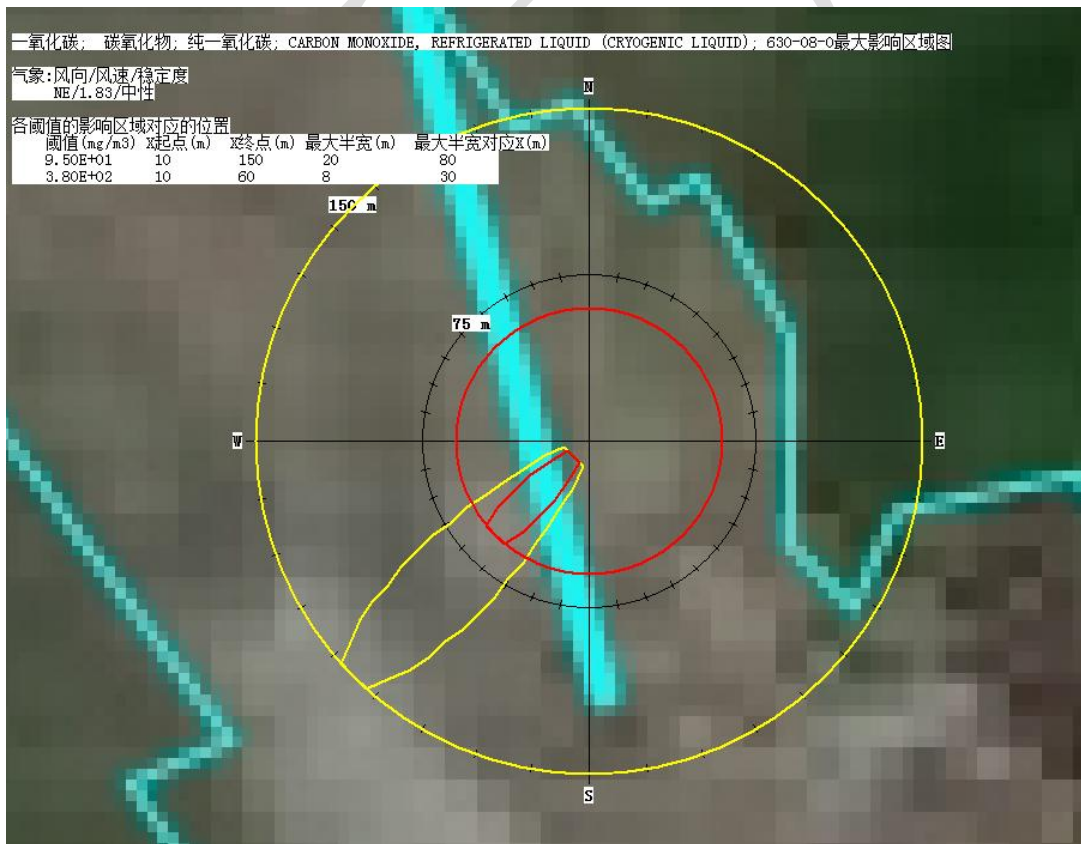 一氧化碳; 碳氧化物; 纯一氧化碳; CARBON MONOXIDE, REFRIGERATED LIQUID (CRYOGENIC LIQUID); 630-08-0最大影响区域图
气象:风向/风速/稳定度
NE/1.83/中性
各阈值的影响区域对应的位置
阈值(mg/m3) X起点(m) X终点(m) 最大半宽(m) 最大半宽对应X(m)
9.50E+01 10 150 20 80
3.80E+02 10 60 8 30
N
150 m
75 m
W
E
S